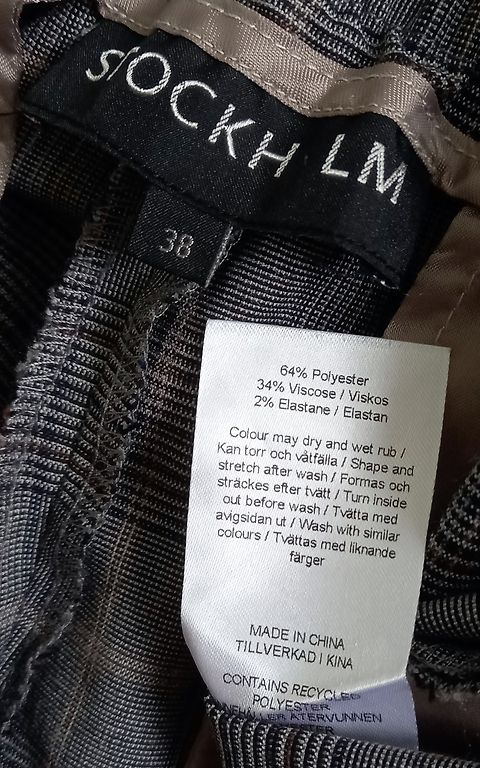 STOCKH LM
38
64% Polyester
34% Viscose / Viskos
2% Elastane / Elastan
Colour may dry and wet rub /
Kan torr och våtfälla / Shape and
stretch after wash / Formas och
sträckes efter tvätt / Turn inside
out before wash / Tvätta med
avigsidan ut / Wash with similar
colours / Tvättas med liknande
färger
MADE IN CHINA
TILLVERKAD I KINA
CONTAINS RECYCLED
POLYESTER
INNEHÅLLER ÅTERVUNNEN